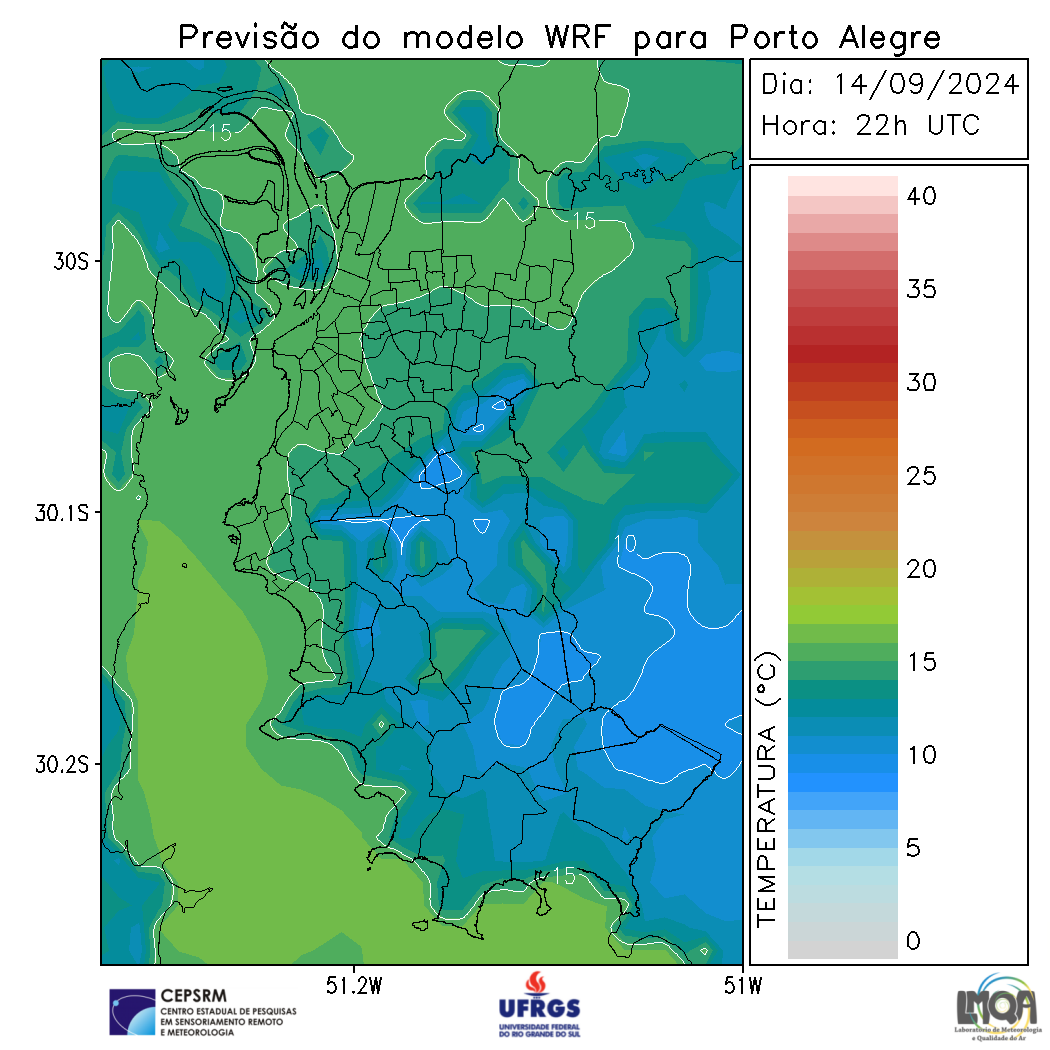 Previsão do modelo WRF para Porto Alegre
Dia: 14/09/2024
Hora: 22h UTC
15
15
10
15
30S
30.1S
30.2S
51.2W
51W
TEMPERATURA (°C)
40
35
30
25
20
15
10
5
0
CEPSRM
CENTRO ESTADUAL DE PESQUISAS
EM SENSORIAMENTO REMOTO
E METEOROLOGIA
UFRGS
UNIVERSIDADE FEDERAL
DO RIO GRANDE DO SUL
LMQA
Laboratório de Meteorologia
e Qualidade do Ar